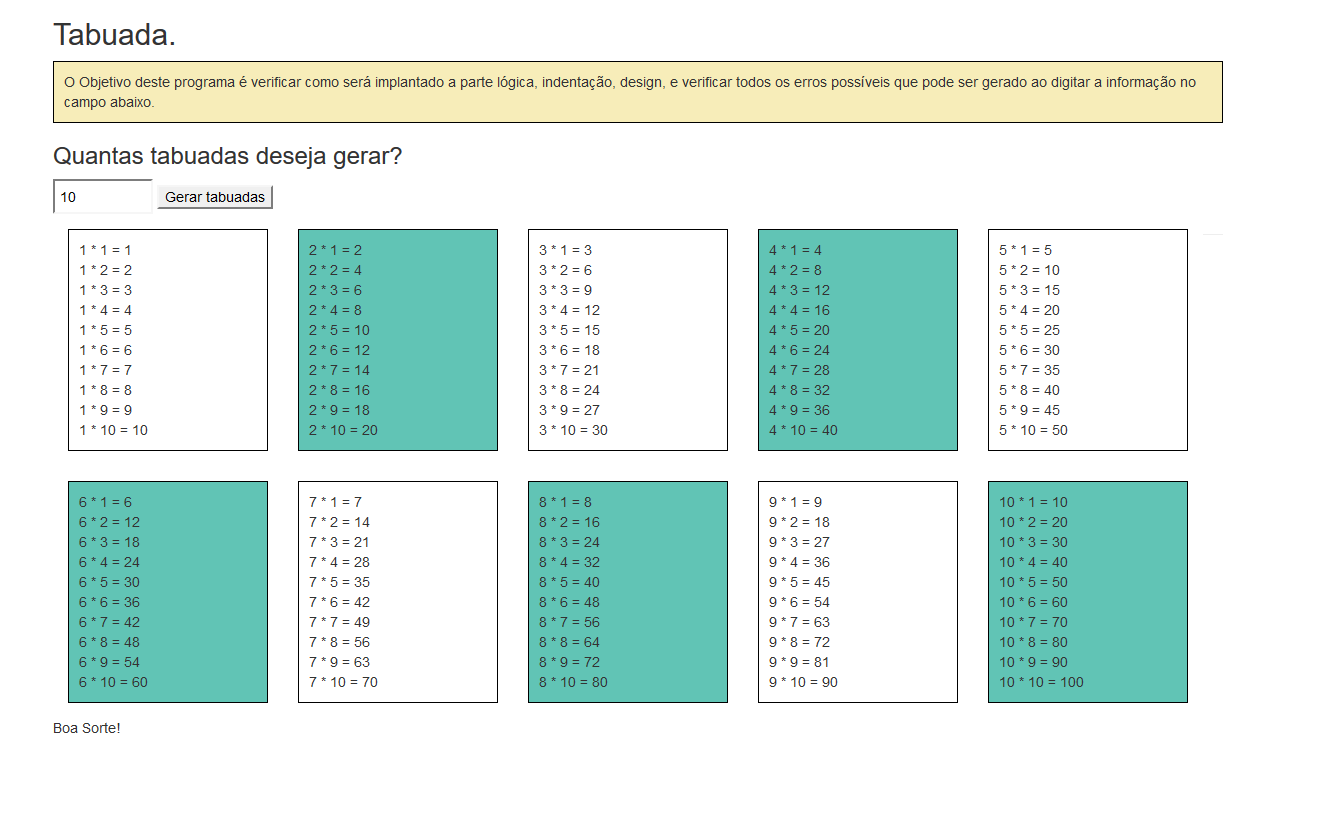 Tabuada.
O Objetivo deste programa é verificar como será implantado a parte lógica, indentação, design, e verificar todos os erros possíveis que pode ser gerado ao digitar a informação no
campo abaixo.
Quantas tabuadas deseja gerar?
10 Gerar tabuadas
1 * 1 = 1
1 * 2 = 2
1 * 3 = 3
1 * 4 = 4
1 * 5 = 5
1 * 6 = 6
1 * 7 = 7
1 * 8 = 8
1 * 9 = 9
1 * 10 = 10
2 * 1 = 2
2 * 2 = 4
2 * 3 = 6
2 * 4 = 8
2 * 5 = 10
2 * 6 = 12
2 * 7 = 14
2 * 8 = 16
2 * 9 = 18
2 * 10 = 20
3 * 1 = 3
3 * 2 = 6
3 * 3 = 9
3 * 4 = 12
3 * 5 = 15
3 * 6 = 18
3 * 7 = 21
3 * 8 = 24
3 * 9 = 27
3 * 10 = 30
4 * 1 = 4
4 * 2 = 8
4 * 3 = 12
4 * 4 = 16
4 * 5 = 20
4 * 6 = 24
4 * 7 = 28
4 * 8 = 32
4 * 9 = 36
4 * 10 = 40
5 * 1 = 5
5 * 2 = 10
5 * 3 = 15
5 * 4 = 20
5 * 5 = 25
5 * 6 = 30
5 * 7 = 35
5 * 8 = 40
5 * 9 = 45
5 * 10 = 50
6 * 1 = 6
6 * 2 = 12
6 * 3 = 18
6 * 4 = 24
6 * 5 = 30
6 * 6 = 36
6 * 7 = 42
6 * 8 = 48
6 * 9 = 54
6 * 10 = 60
7 * 1 = 7
7 * 2 = 14
7 * 3 = 21
7 * 4 = 28
7 * 5 = 35
7 * 6 = 42
7 * 7 = 49
7 * 8 = 56
7 * 9 = 63
7 * 10 = 70
8 * 1 = 8
8 * 2 = 16
8 * 3 = 24
8 * 4 = 32
8 * 5 = 40
8 * 6 = 48
8 * 7 = 56
8 * 8 = 64
8 * 9 = 72
8 * 10 = 80
9 * 1 = 9
9 * 2 = 18
9 * 3 = 27
9 * 4 = 36
9 * 5 = 45
9 * 6 = 54
9 * 7 = 63
9 * 8 = 72
9 * 9 = 81
9 * 10 = 90
10 * 1 = 10
10 * 2 = 20
10 * 3 = 30
10 * 4 = 40
10 * 5 = 50
10 * 6 = 60
10 * 7 = 70
10 * 8 = 80
10 * 9 = 90
10 * 10 = 100
Boa Sorte!